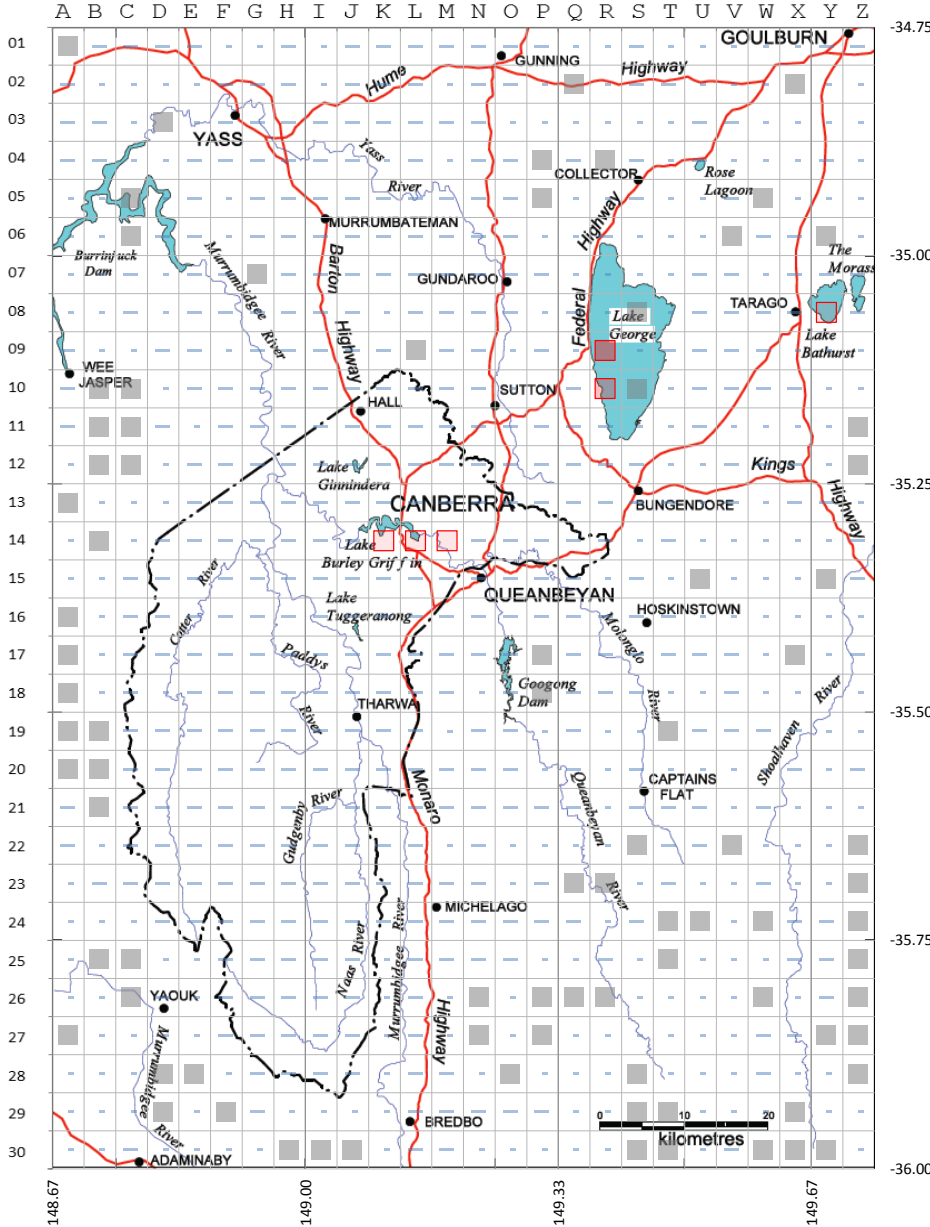 A B C D E F G H I J K L M N O P Q R S T U V W X Y Z
01
02
03
04
05
06
07
08
09
10
11
12
13
14
15
16
17
18
19
20
21
22
23
24
25
26
27
28
29
30
-34.75
-35.00
-35.25
-35.50
-35.75
-36.00
148.67
149.00
149.33
149.67
GOULBURN
GUNNING
Hume
Highway
YASS
Yass
River
COLLECTOR
Rose
Lagoon
MURRUMBATEMAN
Burrinjuck
Dam
Murrumbidgee
River
Barton
Highway
GUNDAROO
Federal
Highway
The
Morass
TARAGO
Lake
George
Lake
Bathurst
WEE
JASPER
HALL
SUTTON
Lake
Ginnindera
CANBERRA
Kings
Highway
BUNGENDORE
Lake
Burley Griffin
QUEANBEYAN
Cotter
River
Lake
Tuggeranong
HOSKINSTOWN
Molonglo
River
Paddys
River
Googong
Dam
THARWA
Shoalhaven
River
CAPTAINS
FLAT
Monaro
Highway
Gudgenby
River
Queanbeyan
River
MICHELAGO
Naas
River
Murrumbidgee
River
YAOUK
Murrumbidgee
River
BREDBO
ADAMINABY
0 10 20
kilometres